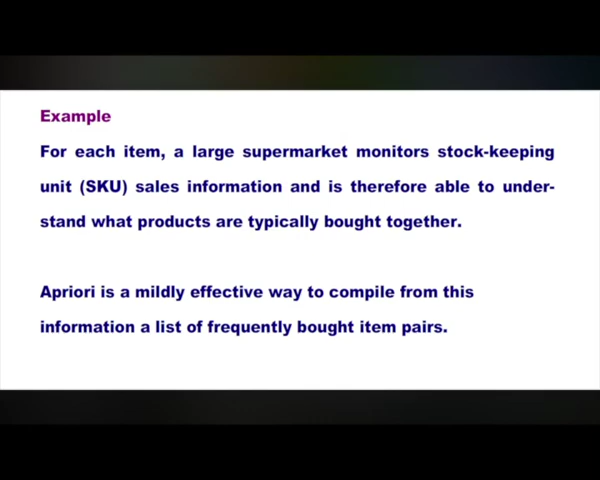 Example
For each item, a large supermarket monitors stock-keeping
unit (SKU) sales information and is therefore able to under-
stand what products are typically bought together.
Apriori is a mildly effective way to compile from this
information a list of frequently bought item pairs.